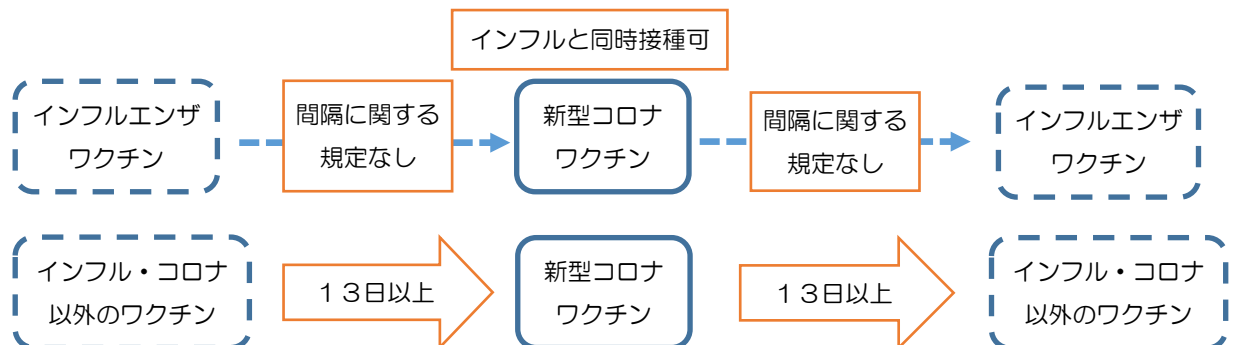 インフルと同時接種可
インフルエンザ
ワクチン
間隔に関する
規定なし
新型コロナ
ワクチン
間隔に関する
規定なし
インフルエンザ
ワクチン
インフル・コロナ
以外のワクチン
１３日以上
新型コロナ
ワクチン
１３日以上
インフル・コロナ
以外のワクチン